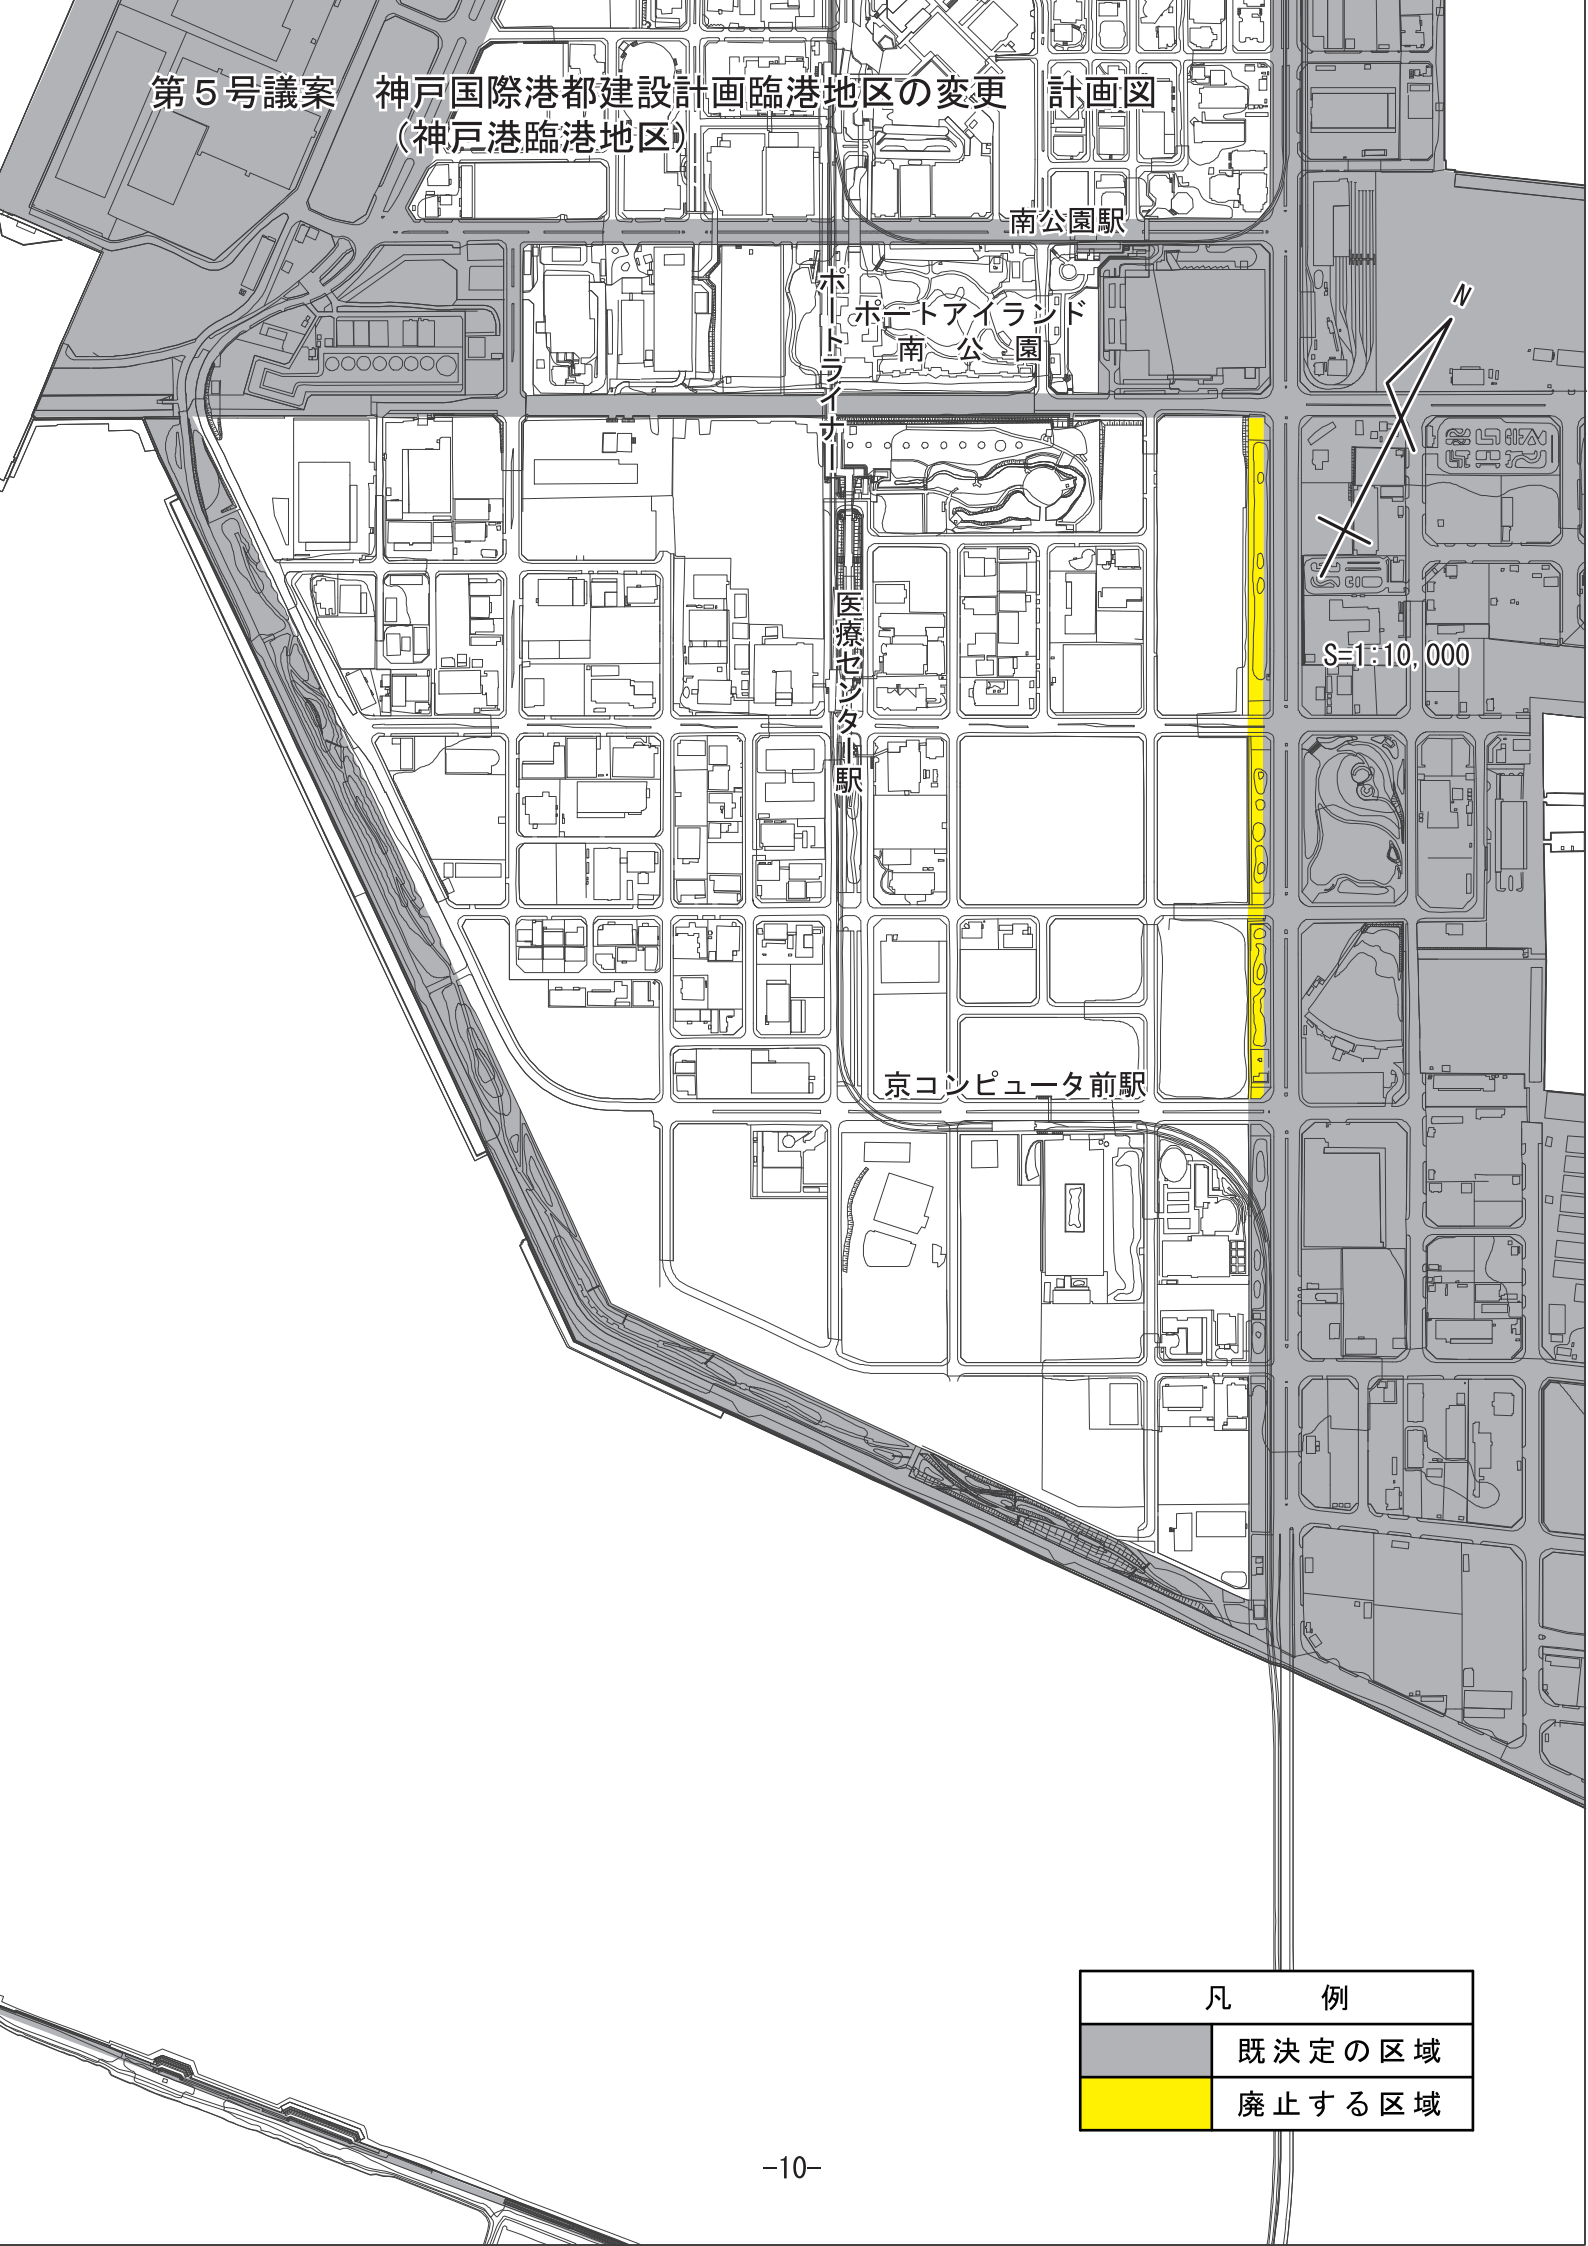 第５号議案　神戸国際港都建設計画臨港地区の変更　計画図
（神戸港臨港地区）
南公園駅
ポートライナー
ポートアイランド
南　公　園
N
S=1:10,000
医療センター駅
京コンピュータ前駅
凡　例
既決定の区域
廃止する区域
-10-